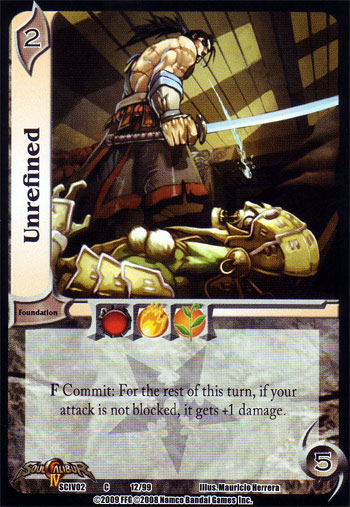 2
Unrefined
Foundation
F Commit: For the rest of this turn, if your
attack is not blocked, it gets +1 damage.
5
SOULCALIBUR
IV
SCIV02 C 12/99 Illus. Mauricio Herrera
©2009 FFG ©2008 Namco Bandai Games Inc.